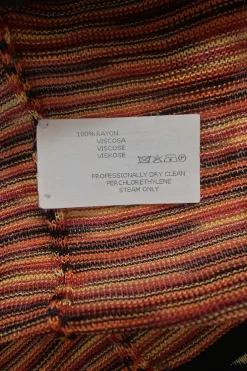 100% RAYON
VISCOSA
VISCOSE
VISKOSE
PROFESSIONALLY DRY CLEAN
PERCHLORETHYLENE
STEAM ONLY